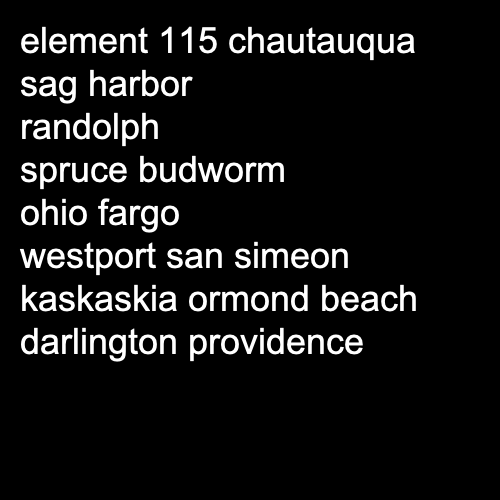 element 115 chautauqua
sag harbor
randolph
spruce budworm
ohio fargo
westport san simeon
kaskaskia ormond beach
darlington providence